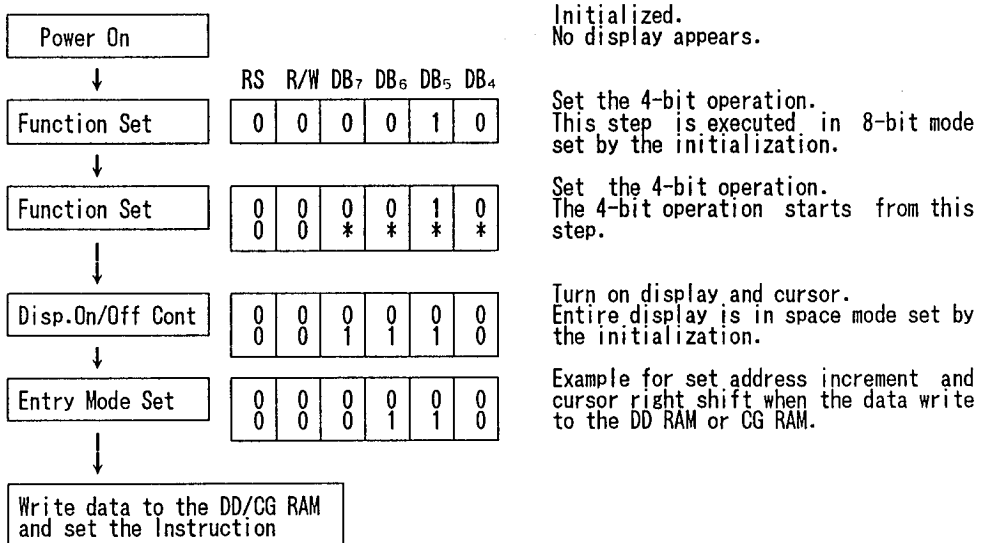 Power On
Initialized.
No display appears.
RS R/W DB₇ DB₆ DB₅ DB₄
Function Set
0 0 0 0 1 0
Set the 4-bit operation.
This step is executed in 8-bit mode
set by the initialization.
Function Set
0 0 0 0 1 0
0 0 * * * *
Set the 4-bit operation.
The 4-bit operation starts from this
step.
Disp.On/Off Cont
0 0 0 0 0 0
0 0 1 1 1 0
Turn on display and cursor.
Entire display is in space mode set by
the initialization.
Entry Mode Set
0 0 0 0 0 0
0 0 0 1 1 0
Example for set address increment and
cursor right shift when the data write
to the DD RAM or CG RAM.
Write data to the DD/CG RAM
and set the Instruction